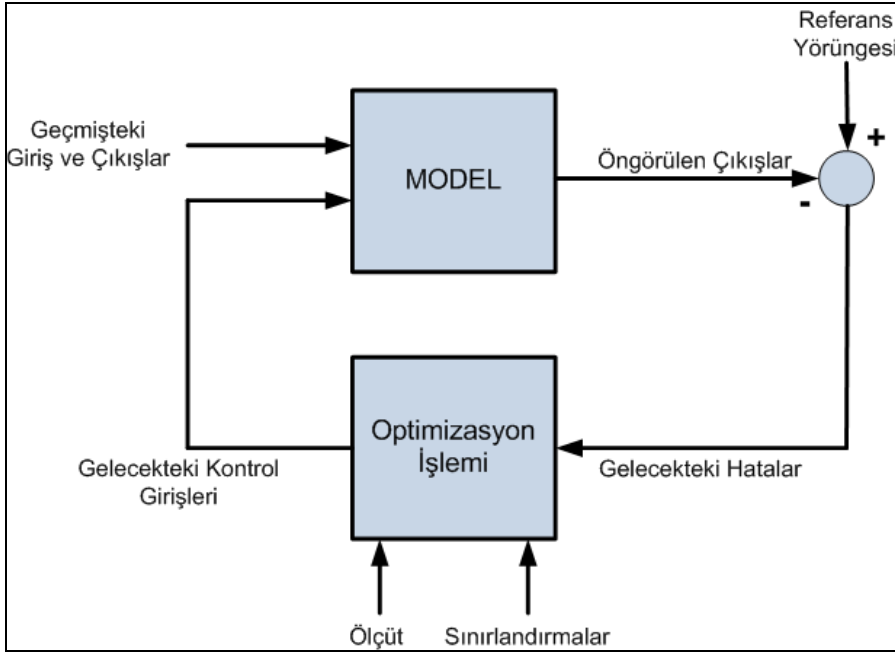 Referans
Yörüngesi
+
Geçmişteki
Giriş ve Çıkışlar
MODEL
Öngörülen Çıkışlar
-
Optimizasyon
İşlemi
Gelecekteki Kontrol
Girişleri
Gelecekteki Hatalar
Ölçüt
Sınırlandırmalar